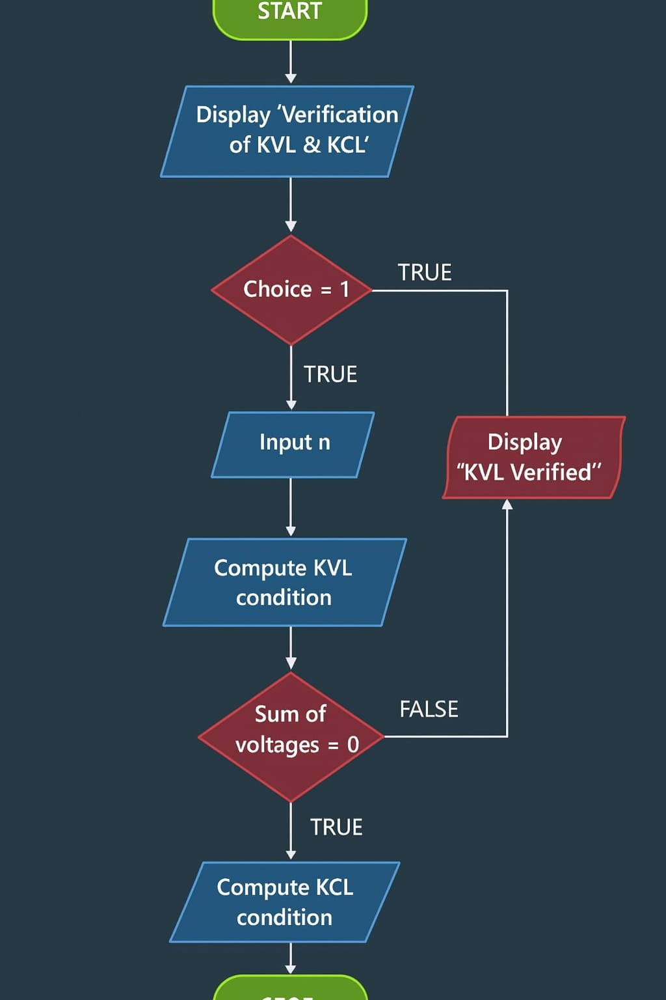 START
Display ‘Verification
of KVL & KCL’
Choice = 1
TRUE
TRUE
Input n
Display
“KVL Verified’’
Compute KVL
condition
Sum of
voltages = 0
FALSE
TRUE
Compute KCL
condition